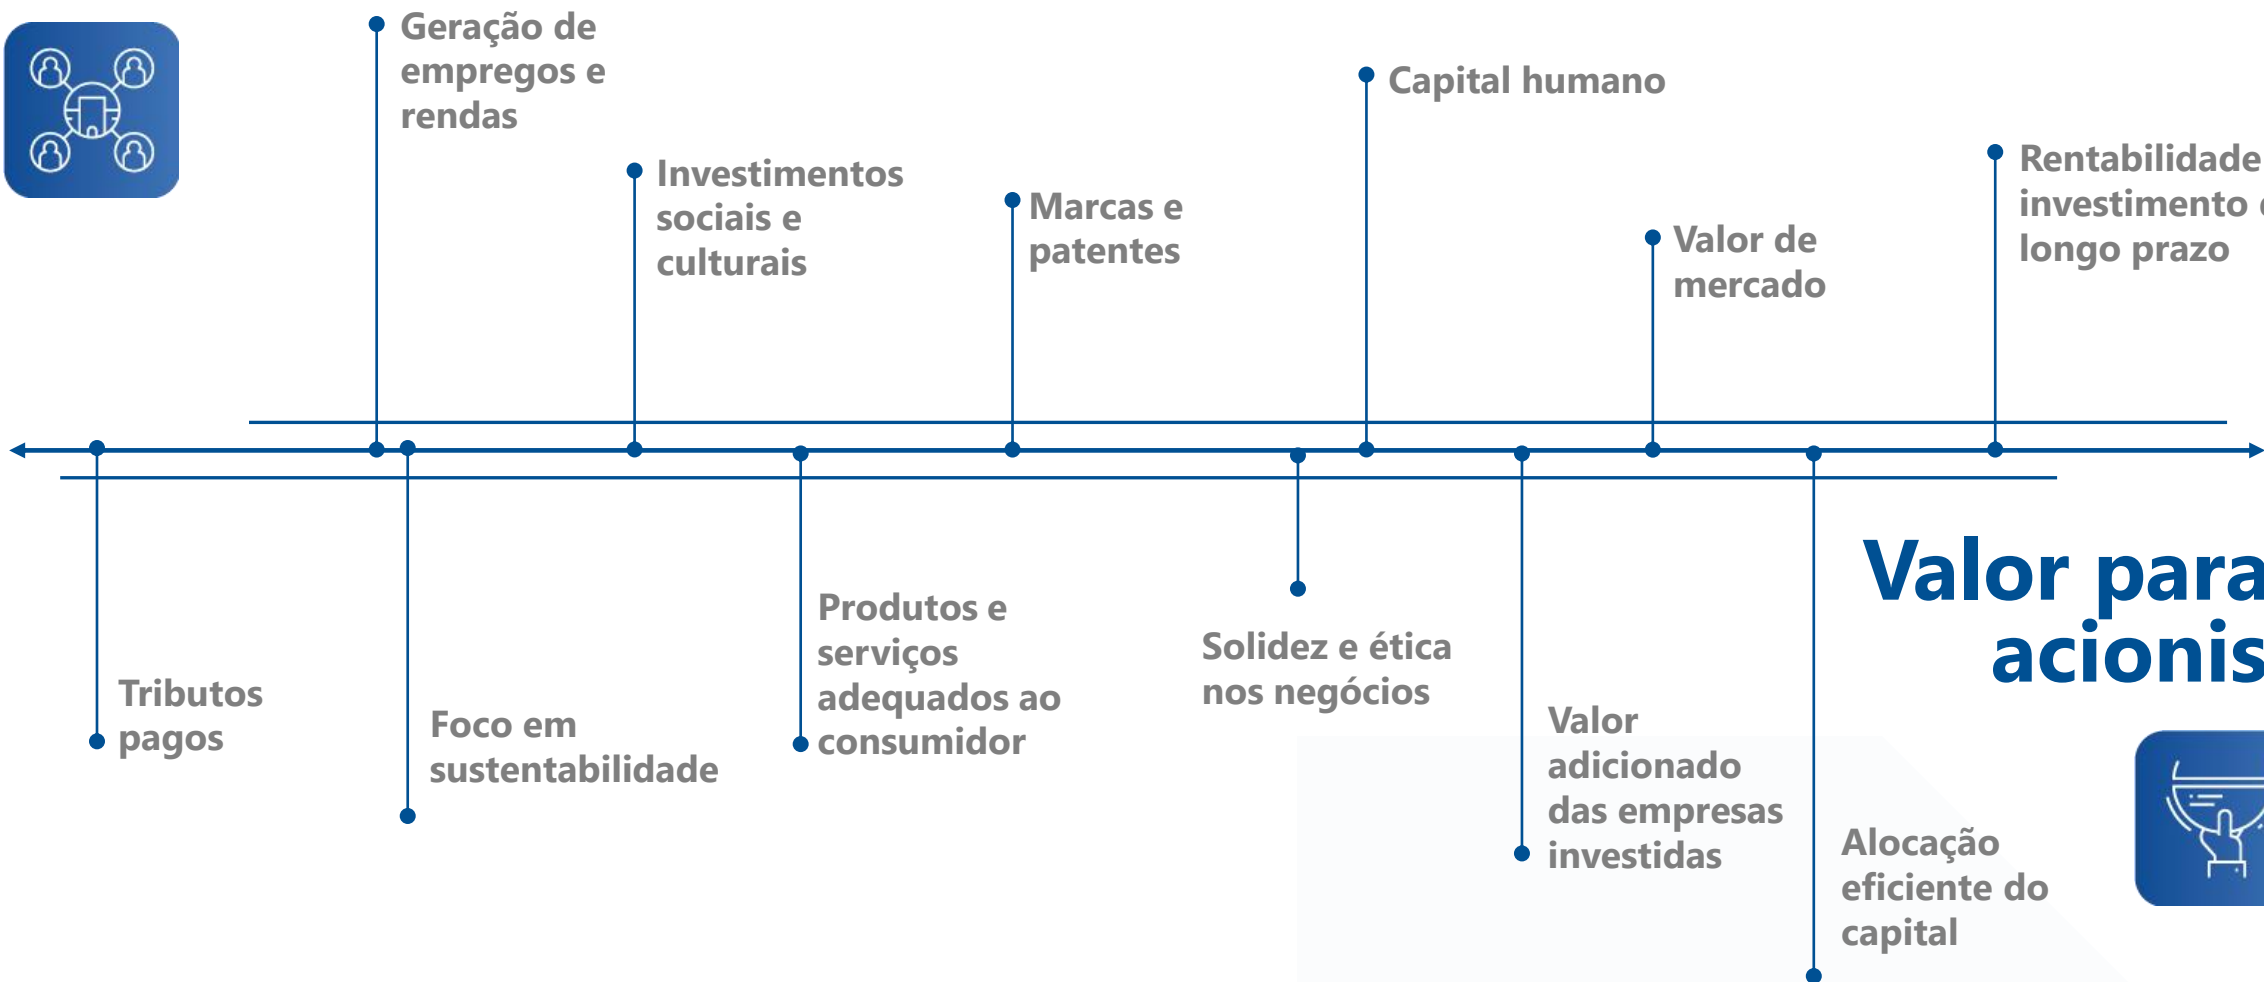 Geração de
empregos e
rendas
Investimentos
sociais e
culturais
Marcas e
patentes
Capital humano
Valor de
mercado
Rentabilidade
investimento
longo prazo
Tributos
pagos
Foco em
sustentabilidade
Produtos e
serviços
adequados ao
consumidor
Solidez e ética
nos negócios
Valor
adicionado
das empresas
investidas
Alocação
eficiente do
capital
Valor para
acionis